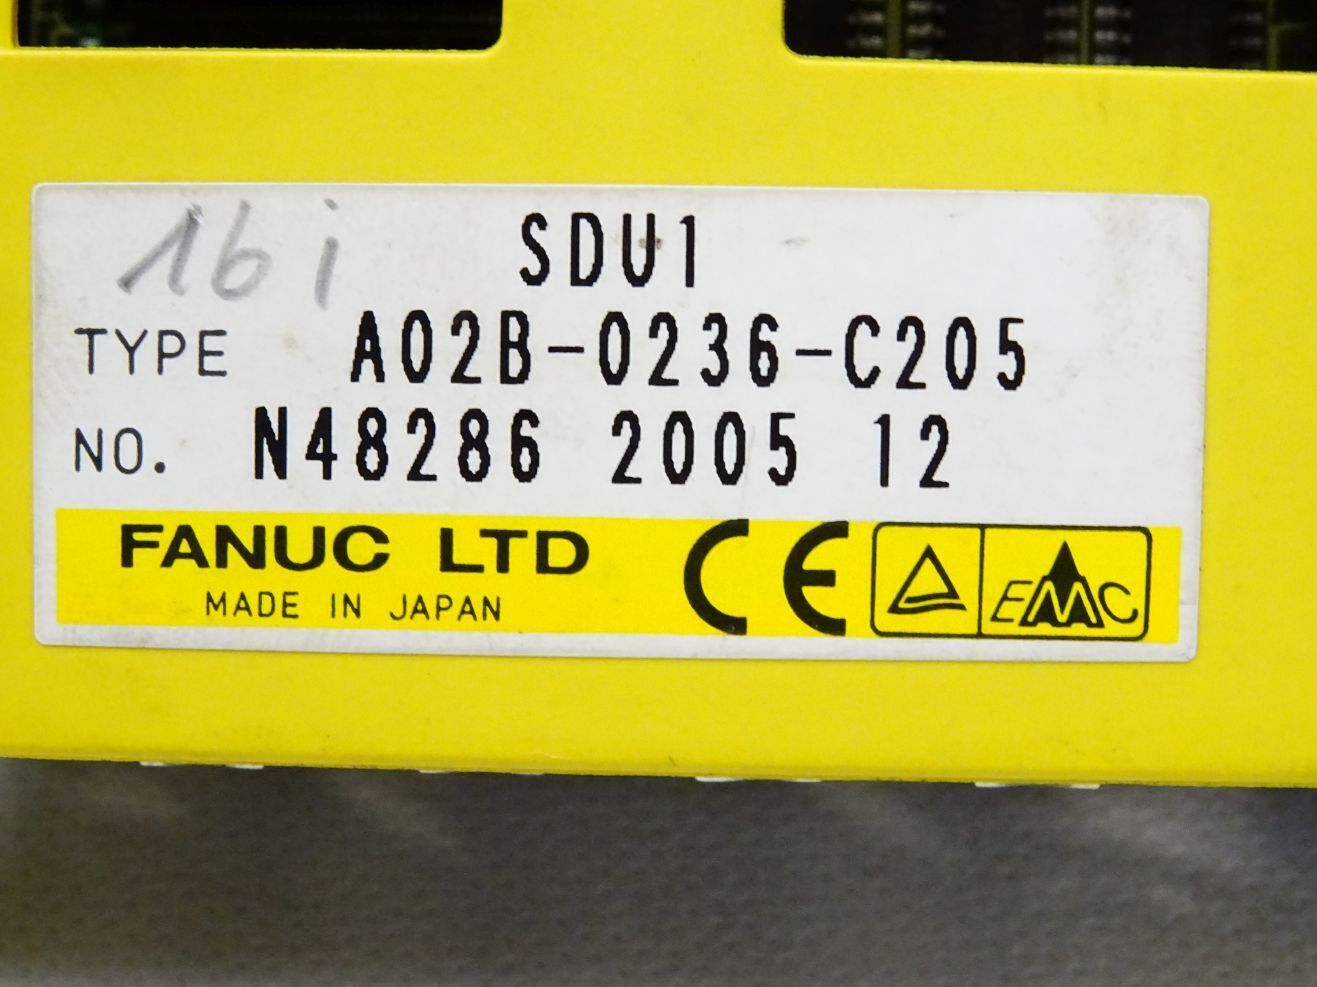 16i
SDU1
TYPE A02B-0236-C205
NO. N48286 2005 12
FANUC LTD
MADE IN JAPAN
CE
EMC